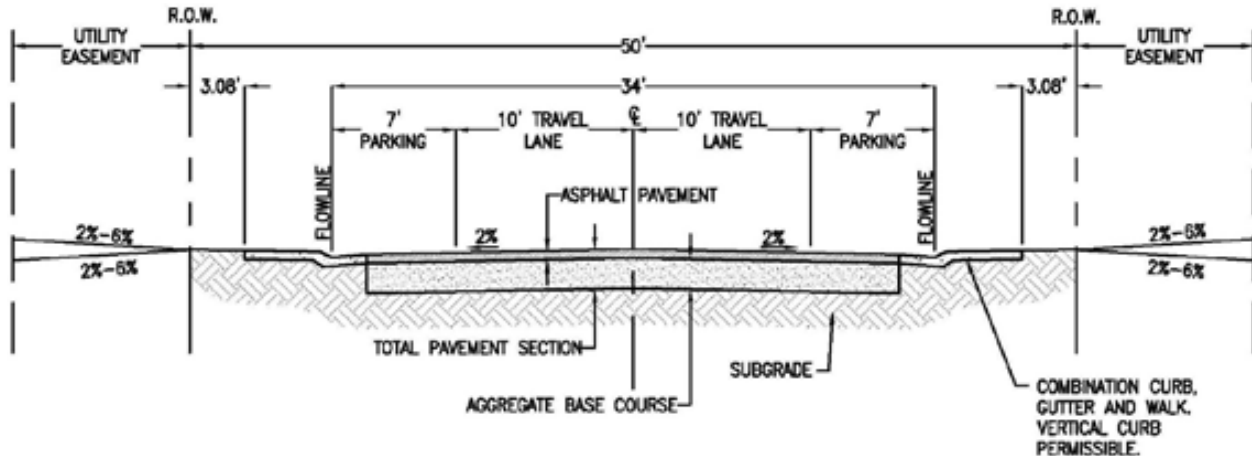 R.O.W.
R.O.W.
UTILITY
EASEMENT
50'
UTILITY
EASEMENT
3.08'
34'
3.08'
7'
PARKING
10' TRAVEL
LANE
℄
10' TRAVEL
LANE
7'
PARKING
FLOWLINE
FLOWLINE
ASPHALT PAVEMENT
2%-6%
2%
2%
2%-6%
2%-6%
2%-6%
TOTAL PAVEMENT SECTION
SUBGRADE
AGGREGATE BASE COURSE
COMBINATION CURB,
GUTTER AND WALK.
VERTICAL CURB
PERMISSIBLE.